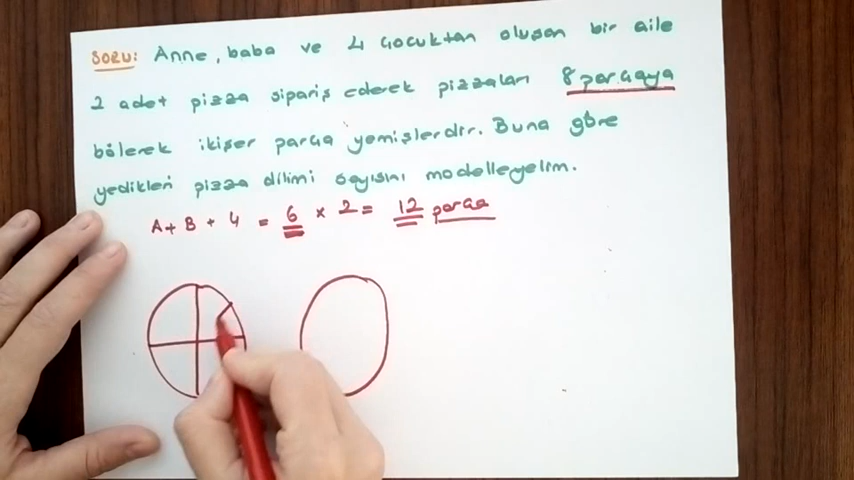 SORU: Anne, baba ve 4 çocuktan oluşan bir aile
2 adet pizza sipariş ederek pizzaları 8 parçaya
bölerek ikişer parça yemişlerdir. Buna göre
yedikleri pizza dilimi sayısını modelleyelim.
A + B + 4 = 6 x 2 = 12 parça